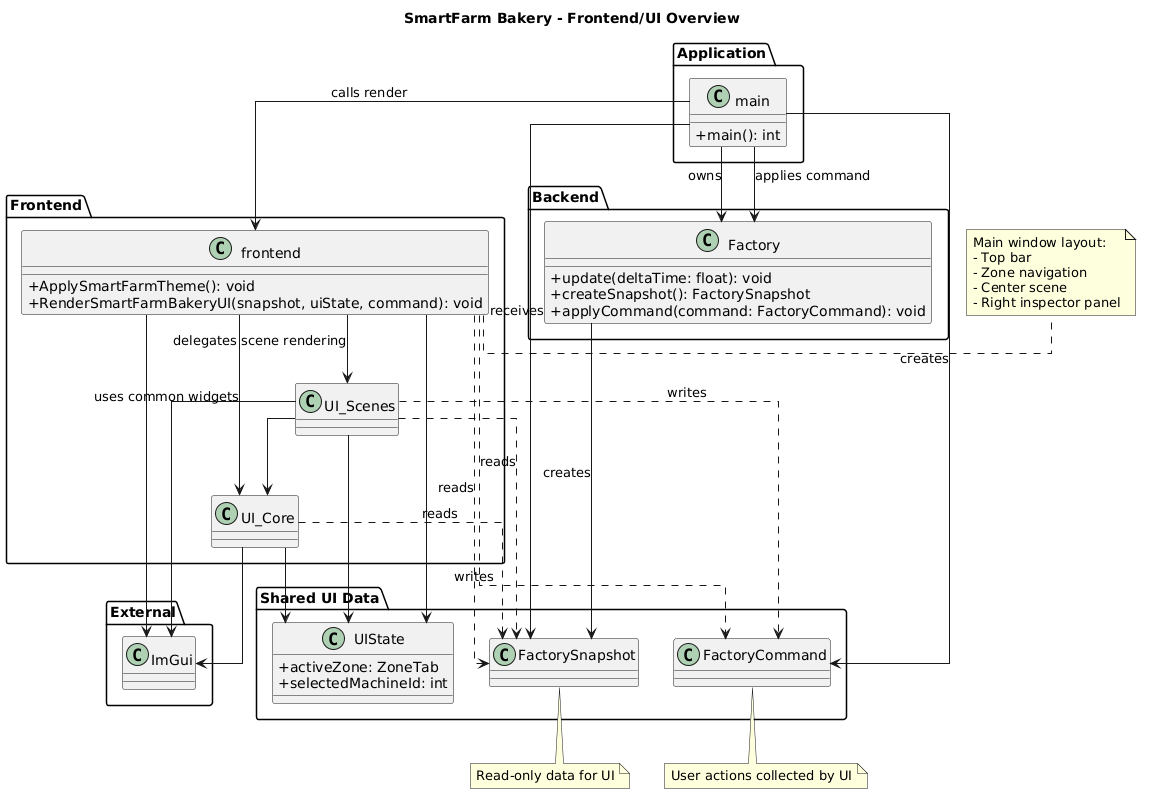 SmartFarm Bakery - Frontend/UI Overview
Application
C main
+main(): int
calls render
owns
applies command
Frontend
C frontend
+ApplySmartFarmTheme(): void
+RenderSmartFarmBakeryUI(snapshot, uiState, command): void
Backend
C Factory
+update(deltaTime: float): void
+createSnapshot(): FactorySnapshot
+applyCommand(command: FactoryCommand): void
Main window layout:
- Top bar
- Zone navigation
- Center scene
- Right inspector panel
receives
delegates scene rendering
creates
uses common widgets
C UI_Scenes
writes
reads
creates
reads
C UI_Core
reads
writes
External
C ImGui
Shared UI Data
C UIState
+activeZone: ZoneTab
+selectedMachineId: int
C FactorySnapshot
C FactoryCommand
Read-only data for UI
User actions collected by UI